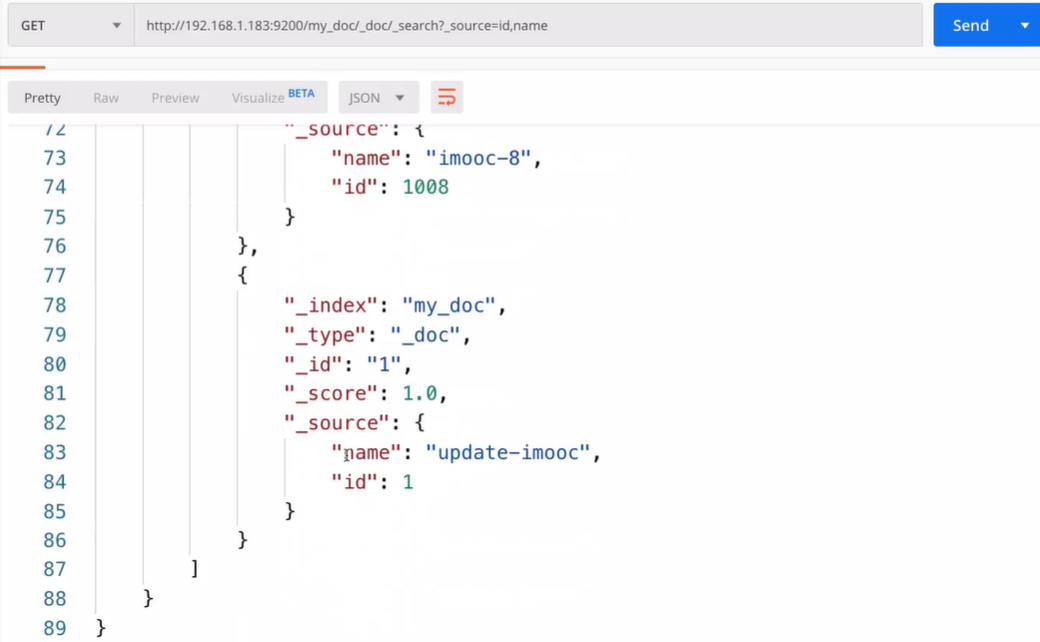 GET http://192.168.1.183:9200/my_doc/_doc/_search?_source=id,name Send
Pretty Raw Preview Visualize BETA JSON
72 "_source": {
73 "name": "imooc-8",
74 "id": 1008
75 }
76 },
77 {
78 "_index": "my_doc",
79 "_type": "_doc",
80 "_id": "1",
81 "_score": 1.0,
82 "_source": {
83 "name": "update-imooc",
84 "id": 1
85 }
86 }
87 ]
88 }
89 }